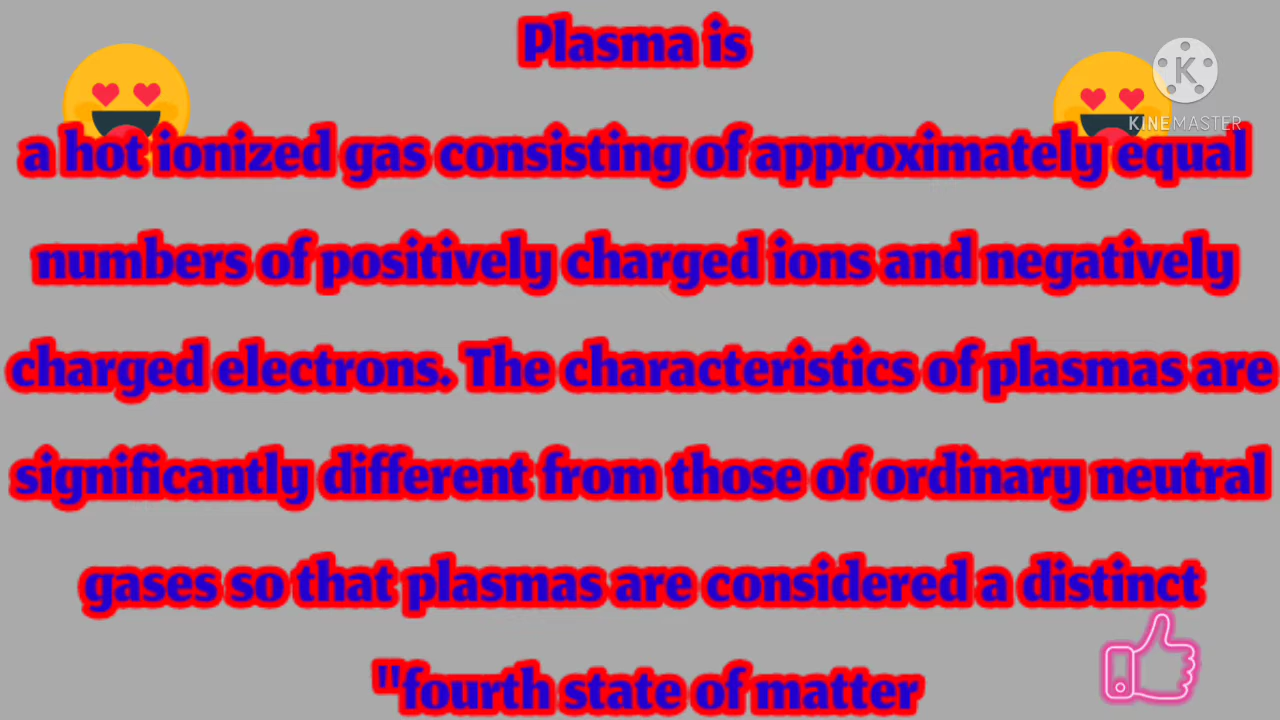 Plasma is
KINEMASTER
a hot ionized gas consisting of approximately equal
numbers of positively charged ions and negatively
charged electrons. The characteristics of plasmas are
significantly different from those of ordinary neutral
gases so that plasmas are considered a distinct
"fourth state of matter